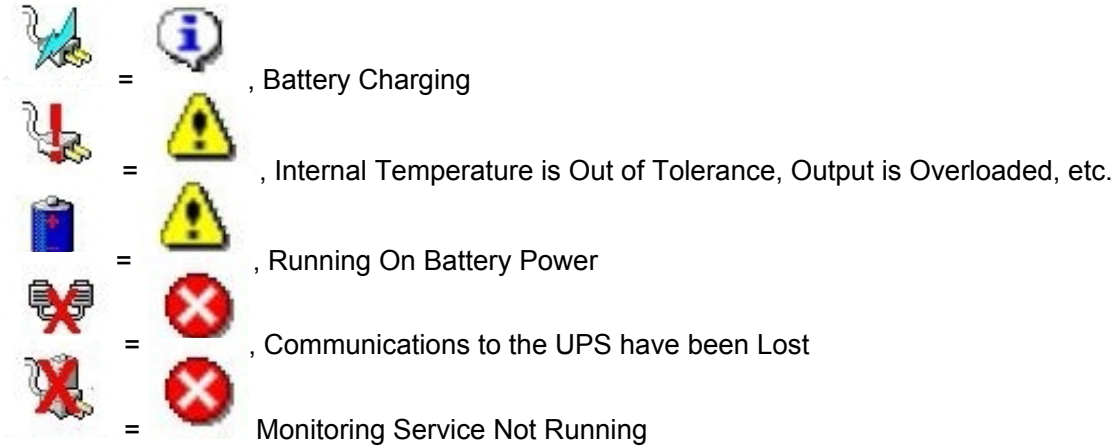 = , Battery Charging
= , Internal Temperature is Out of Tolerance, Output is Overloaded, etc.
= , Running On Battery Power
= , Communications to the UPS have been Lost
= Monitoring Service Not Running